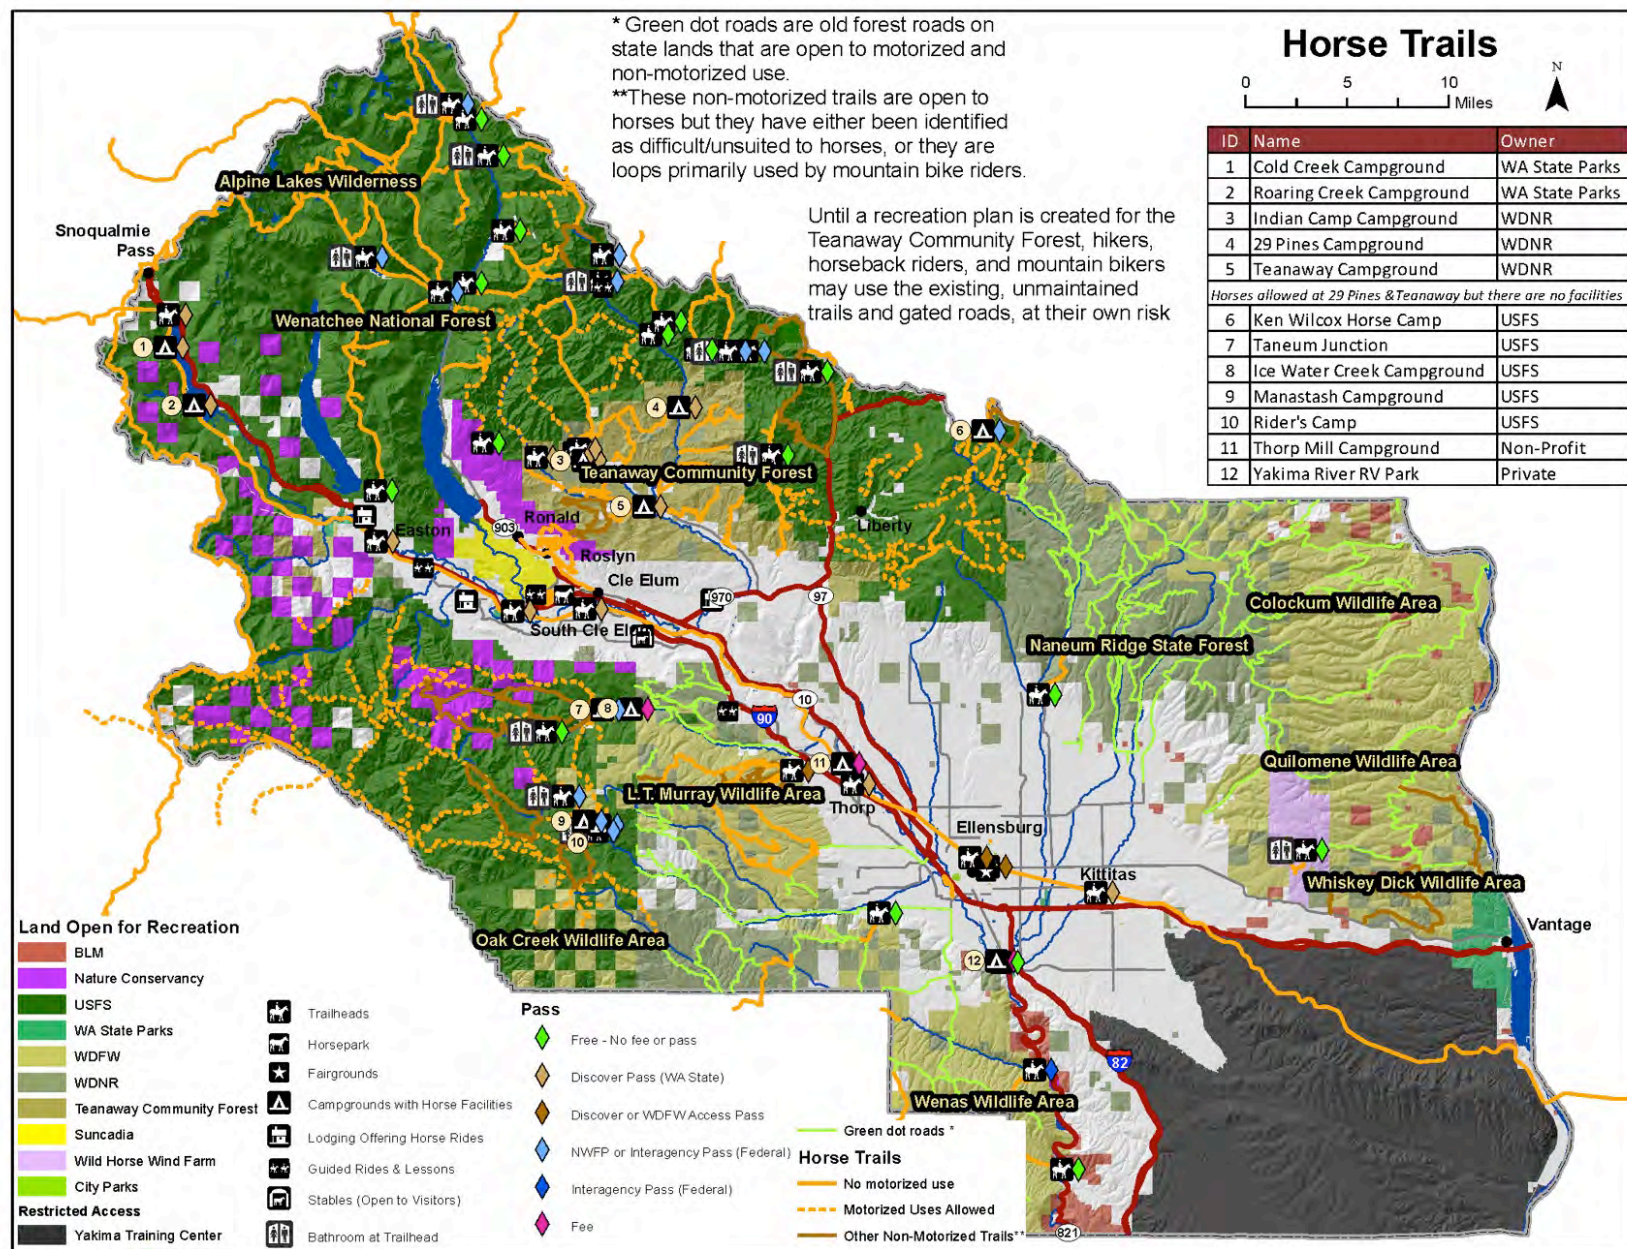 * Green dot roads are old forest roads on
state lands that are open to motorized and
non-motorized use.
**These non-motorized trails are open to
horses but they have either been identified
as difficult/unsuited to horses, or they are
loops primarily used by mountain bike riders.
Until a recreation plan is created for the
Teanaway Community Forest, hikers,
horseback riders, and mountain bikers
may use the existing, unmaintained
trails and gated roads, at their own risk
Horse Trails
0 5 10
Miles
N
ID Name Owner
1 Cold Creek Campground WA State Parks
2 Roaring Creek Campground WA State Parks
3 Indian Camp Campground WDNR
4 29 Pines Campground WDNR
5 Teanaway Campground WDNR
Horses allowed at 29 Pines &Teanaway but there are no facilities
6 Ken Wilcox Horse Camp USFS
7 Taneum Junction USFS
8 Ice Water Creek Campground USFS
9 Manastash Campground USFS
10 Rider's Camp USFS
11 Thorp Mill Campground Non-Profit
12 Yakima River RV Park Private
Alpine Lakes Wilderness
Snoqualmie
Pass
Wenatchee National Forest
1
2
3
4
5
6
Teanaway Community Forest
903
Ronald
Easton
Roslyn
Liberty
Cle Elum
970
97
South Cle El
Colockum Wildlife Area
Naneum Ridge State Forest
7
8
10
90
11
Quilomene Wildlife Area
L.T. Murray Wildlife Area
Thorp
9
10
Ellensburg
Kittitas
Whiskey Dick Wildlife Area
Vantage
Oak Creek Wildlife Area
12
82
Wenas Wildlife Area
821
Land Open for Recreation
BLM
Nature Conservancy
USFS
WA State Parks
WDFW
WDNR
Teanaway Community Forest
Suncadia
Wild Horse Wind Farm
City Parks
Restricted Access
Yakima Training Center
Trailheads
Horsepark
Fairgrounds
Campgrounds with Horse Facilities
Lodging Offering Horse Rides
Guided Rides & Lessons
Stables (Open to Visitors)
Bathroom at Trailhead
Pass
Free - No fee or pass
Discover Pass (WA State)
Discover or WDFW Access Pass
NWFP or Interagency Pass (Federal)
Interagency Pass (Federal)
Fee
Green dot roads *
Horse Trails
No motorized use
Motorized Uses Allowed
Other Non-Motorized Trails**